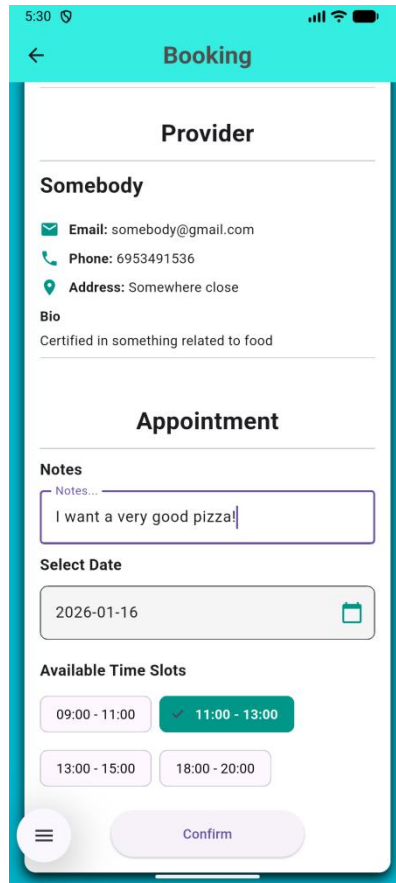 5:30
Booking
Provider
Somebody
Email: somebody@gmail.com
Phone: 6953491536
Address: Somewhere close
Bio
Certified in something related to food
Appointment
Notes
Notes...
I want a very good pizza!
Select Date
2026-01-16
Available Time Slots
09:00 - 11:00 11:00 - 13:00
13:00 - 15:00 18:00 - 20:00
Confirm